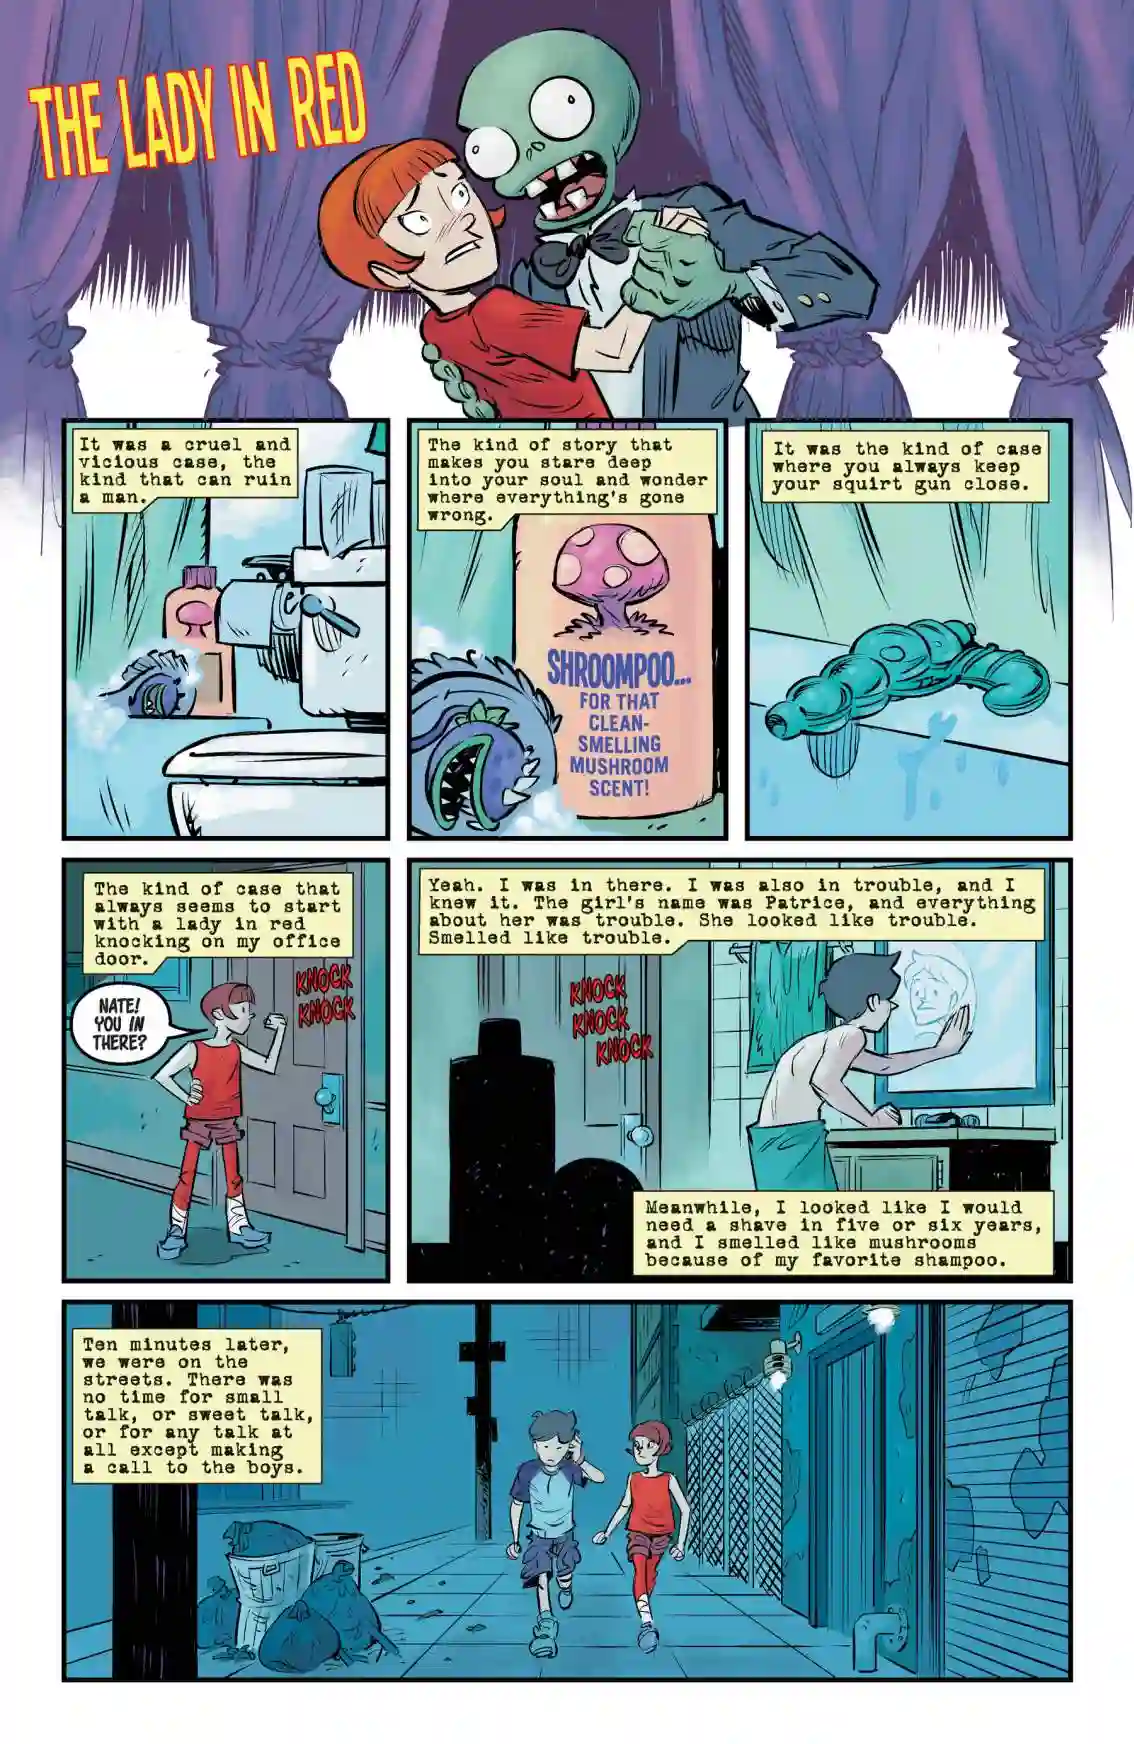 THE LADY IN RED
It was a cruel and
vicious case, the
kind that can ruin
a man.
The kind of story that
makes you stare deep
into your soul and wonder
where everything's gone
wrong.
SHROOMPOO...
FOR THAT
CLEAN-
SMELLING
MUSHROOM
SCENT!
It was the kind of case
where you always keep
your squirt gun close.
The kind of case that
always seems to start
with a lady in red
knocking on my office
door.
NATE!
YOU IN
THERE?
KNOCK
KNOCK
Yeah. I was in there. I was also in trouble, and I
knew it. The girl's name was Patrice, and everything
about her was trouble. She looked like trouble.
Smelled like trouble.
KNOCK
KNOCK
KNOCK
Meanwhile, I looked like I would
need a shave in five or six years,
and I smelled like mushrooms
because of my favorite shampoo.
Ten minutes later,
we were on the
streets. There was
no time for small
talk, or sweet talk,
or for any talk at
all except making
a call to the boys.